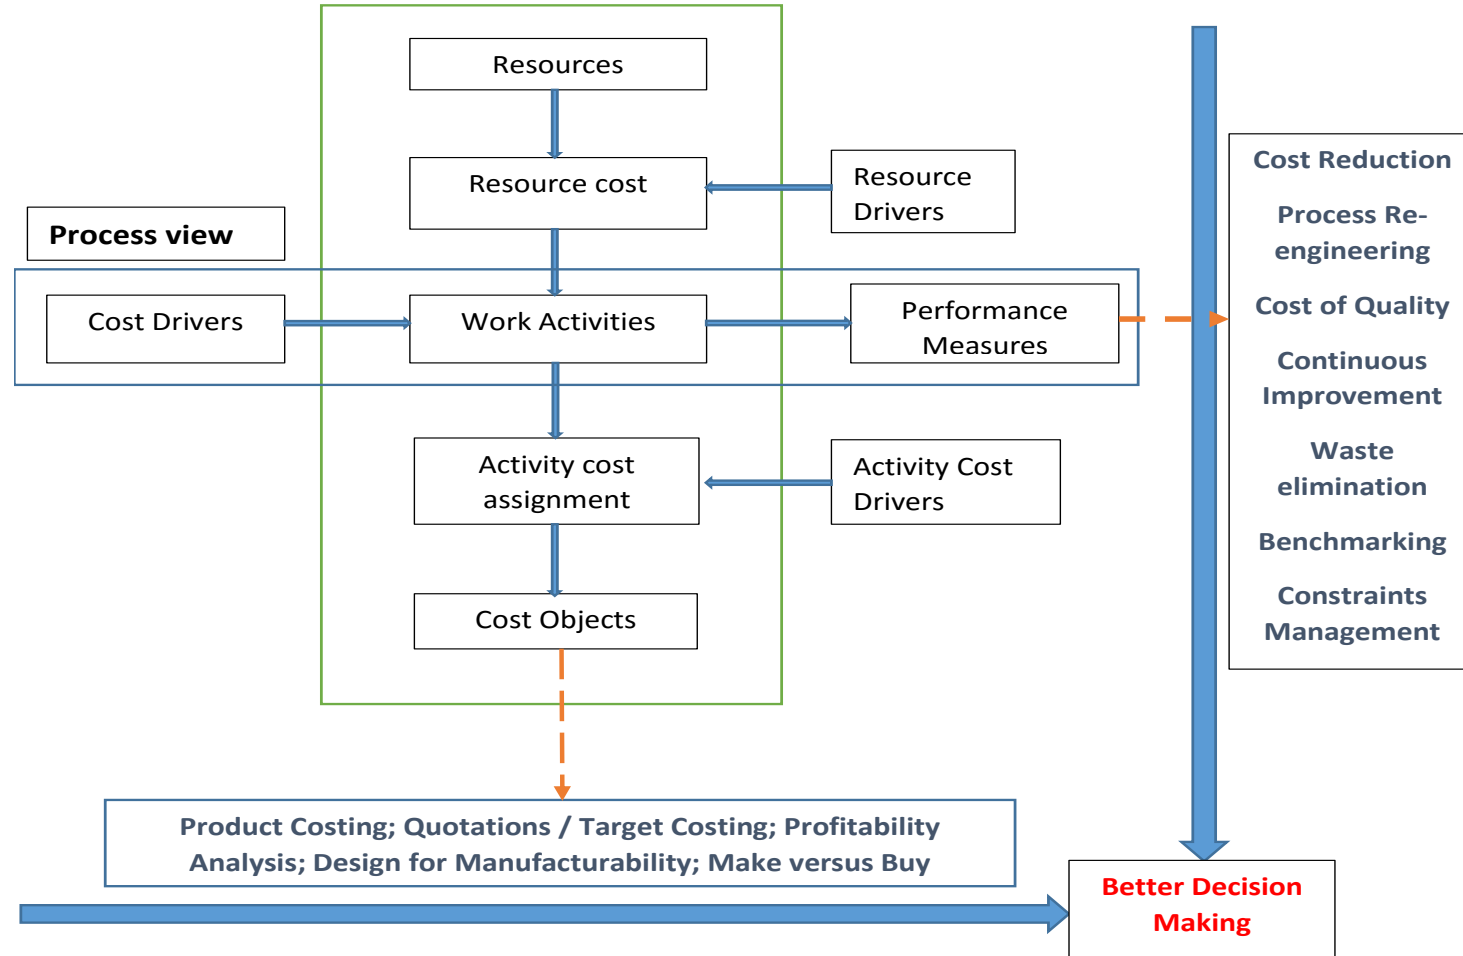 Resources
Resource cost
Resource
Drivers
Process view
Cost Drivers
Work Activities
Performance
Measures
Activity cost
assignment
Activity Cost
Drivers
Cost Objects
Product Costing; Quotations / Target Costing; Profitability
Analysis; Design for Manufacturability; Make versus Buy
Cost Reduction
Process Re-
engineering
Cost of Quality
Continuous
Improvement
Waste
elimination
Benchmarking
Constraints
Management
Better Decision
Making